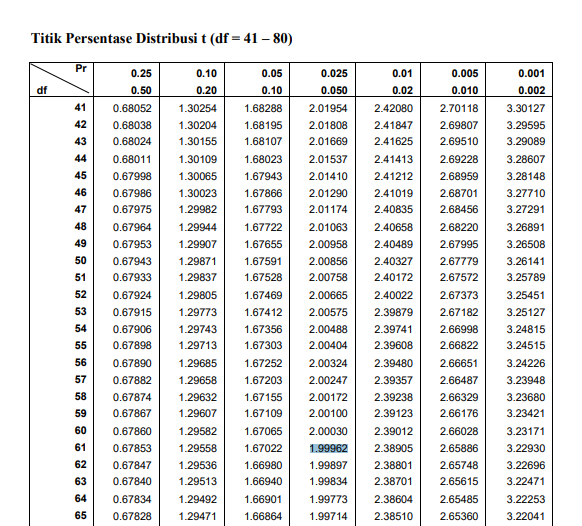 Titik Persentase Distribusi t (df = 41 – 80)
Pr 0.25 0.10 0.05 0.025 0.01 0.005 0.001
df 0.50 0.20 0.10 0.050 0.02 0.010 0.002
41 0.68052 1.30254 1.68288 2.01954 2.42080 2.70118 3.30127
42 0.68038 1.30204 1.68195 2.01808 2.41847 2.69807 3.29595
43 0.68024 1.30155 1.68107 2.01669 2.41625 2.69510 3.29089
44 0.68011 1.30109 1.68023 2.01537 2.41413 2.69228 3.28607
45 0.67998 1.30065 1.67943 2.01410 2.41212 2.68959 3.28148
46 0.67986 1.30023 1.67866 2.01290 2.41019 2.68701 3.27710
47 0.67975 1.29982 1.67793 2.01174 2.40835 2.68456 3.27291
48 0.67964 1.29944 1.67722 2.01063 2.40658 2.68220 3.26891
49 0.67953 1.29907 1.67655 2.00958 2.40489 2.67995 3.26508
50 0.67943 1.29871 1.67591 2.00856 2.40327 2.67779 3.26141
51 0.67933 1.29837 1.67528 2.00758 2.40172 2.67572 3.25789
52 0.67924 1.29805 1.67469 2.00665 2.40022 2.67373 3.25451
53 0.67915 1.29773 1.67412 2.00575 2.39879 2.67182 3.25127
54 0.67906 1.29743 1.67356 2.00488 2.39741 2.66998 3.24815
55 0.67898 1.29713 1.67303 2.00404 2.39608 2.66822 3.24515
56 0.67890 1.29685 1.67252 2.00324 2.39480 2.66651 3.24226
57 0.67882 1.29658 1.67203 2.00247 2.39357 2.66487 3.23948
58 0.67874 1.29632 1.67155 2.00172 2.39238 2.66329 3.23680
59 0.67867 1.29607 1.67109 2.00100 2.39123 2.66176 3.23421
60 0.67860 1.29582 1.67065 2.00030 2.39012 2.66028 3.23171
61 0.67853 1.29558 1.67022 1.99962 2.38905 2.65886 3.22930
62 0.67847 1.29536 1.66980 1.99897 2.38801 2.65748 3.22696
63 0.67840 1.29513 1.66940 1.99834 2.38701 2.65615 3.22471
64 0.67834 1.29492 1.66901 1.99773 2.38604 2.65485 3.22253
65 0.67828 1.29471 1.66864 1.99714 2.38510 2.65360 3.22041